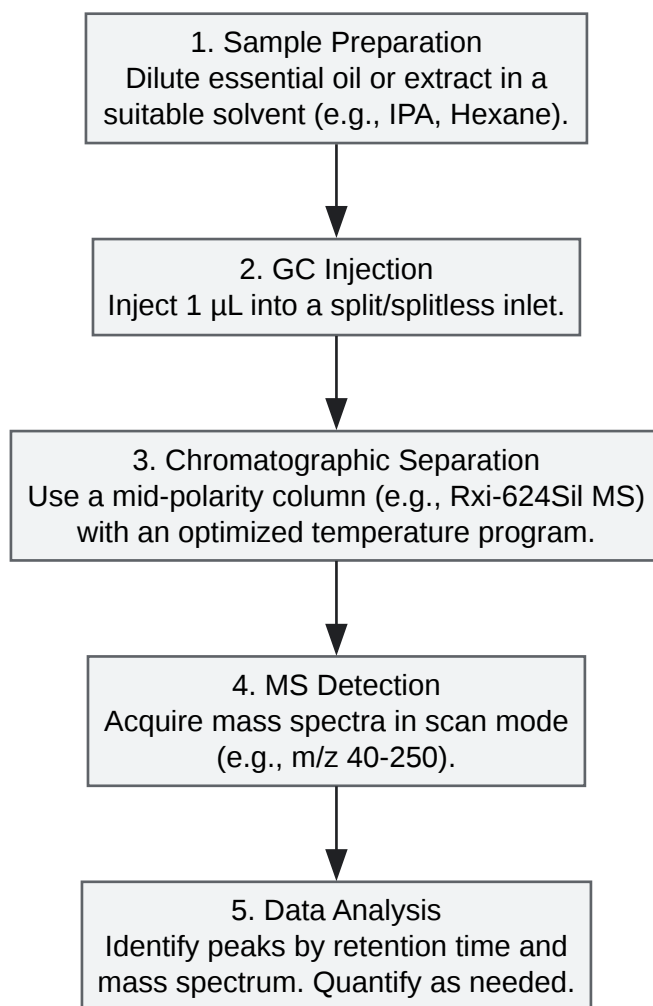 1. Sample Preparation
Dilute essential oil or extract in a
suitable solvent (e.g., IPA, Hexane).
2. GC Injection
Inject 1 µL into a split/splitless inlet.
3. Chromatographic Separation
Use a mid-polarity column (e.g., Rxi-624Sil MS)
with an optimized temperature program.
4. MS Detection
Acquire mass spectra in scan mode
(e.g., m/z 40-250).
5. Data Analysis
Identify peaks by retention time and
mass spectrum. Quantify as needed.